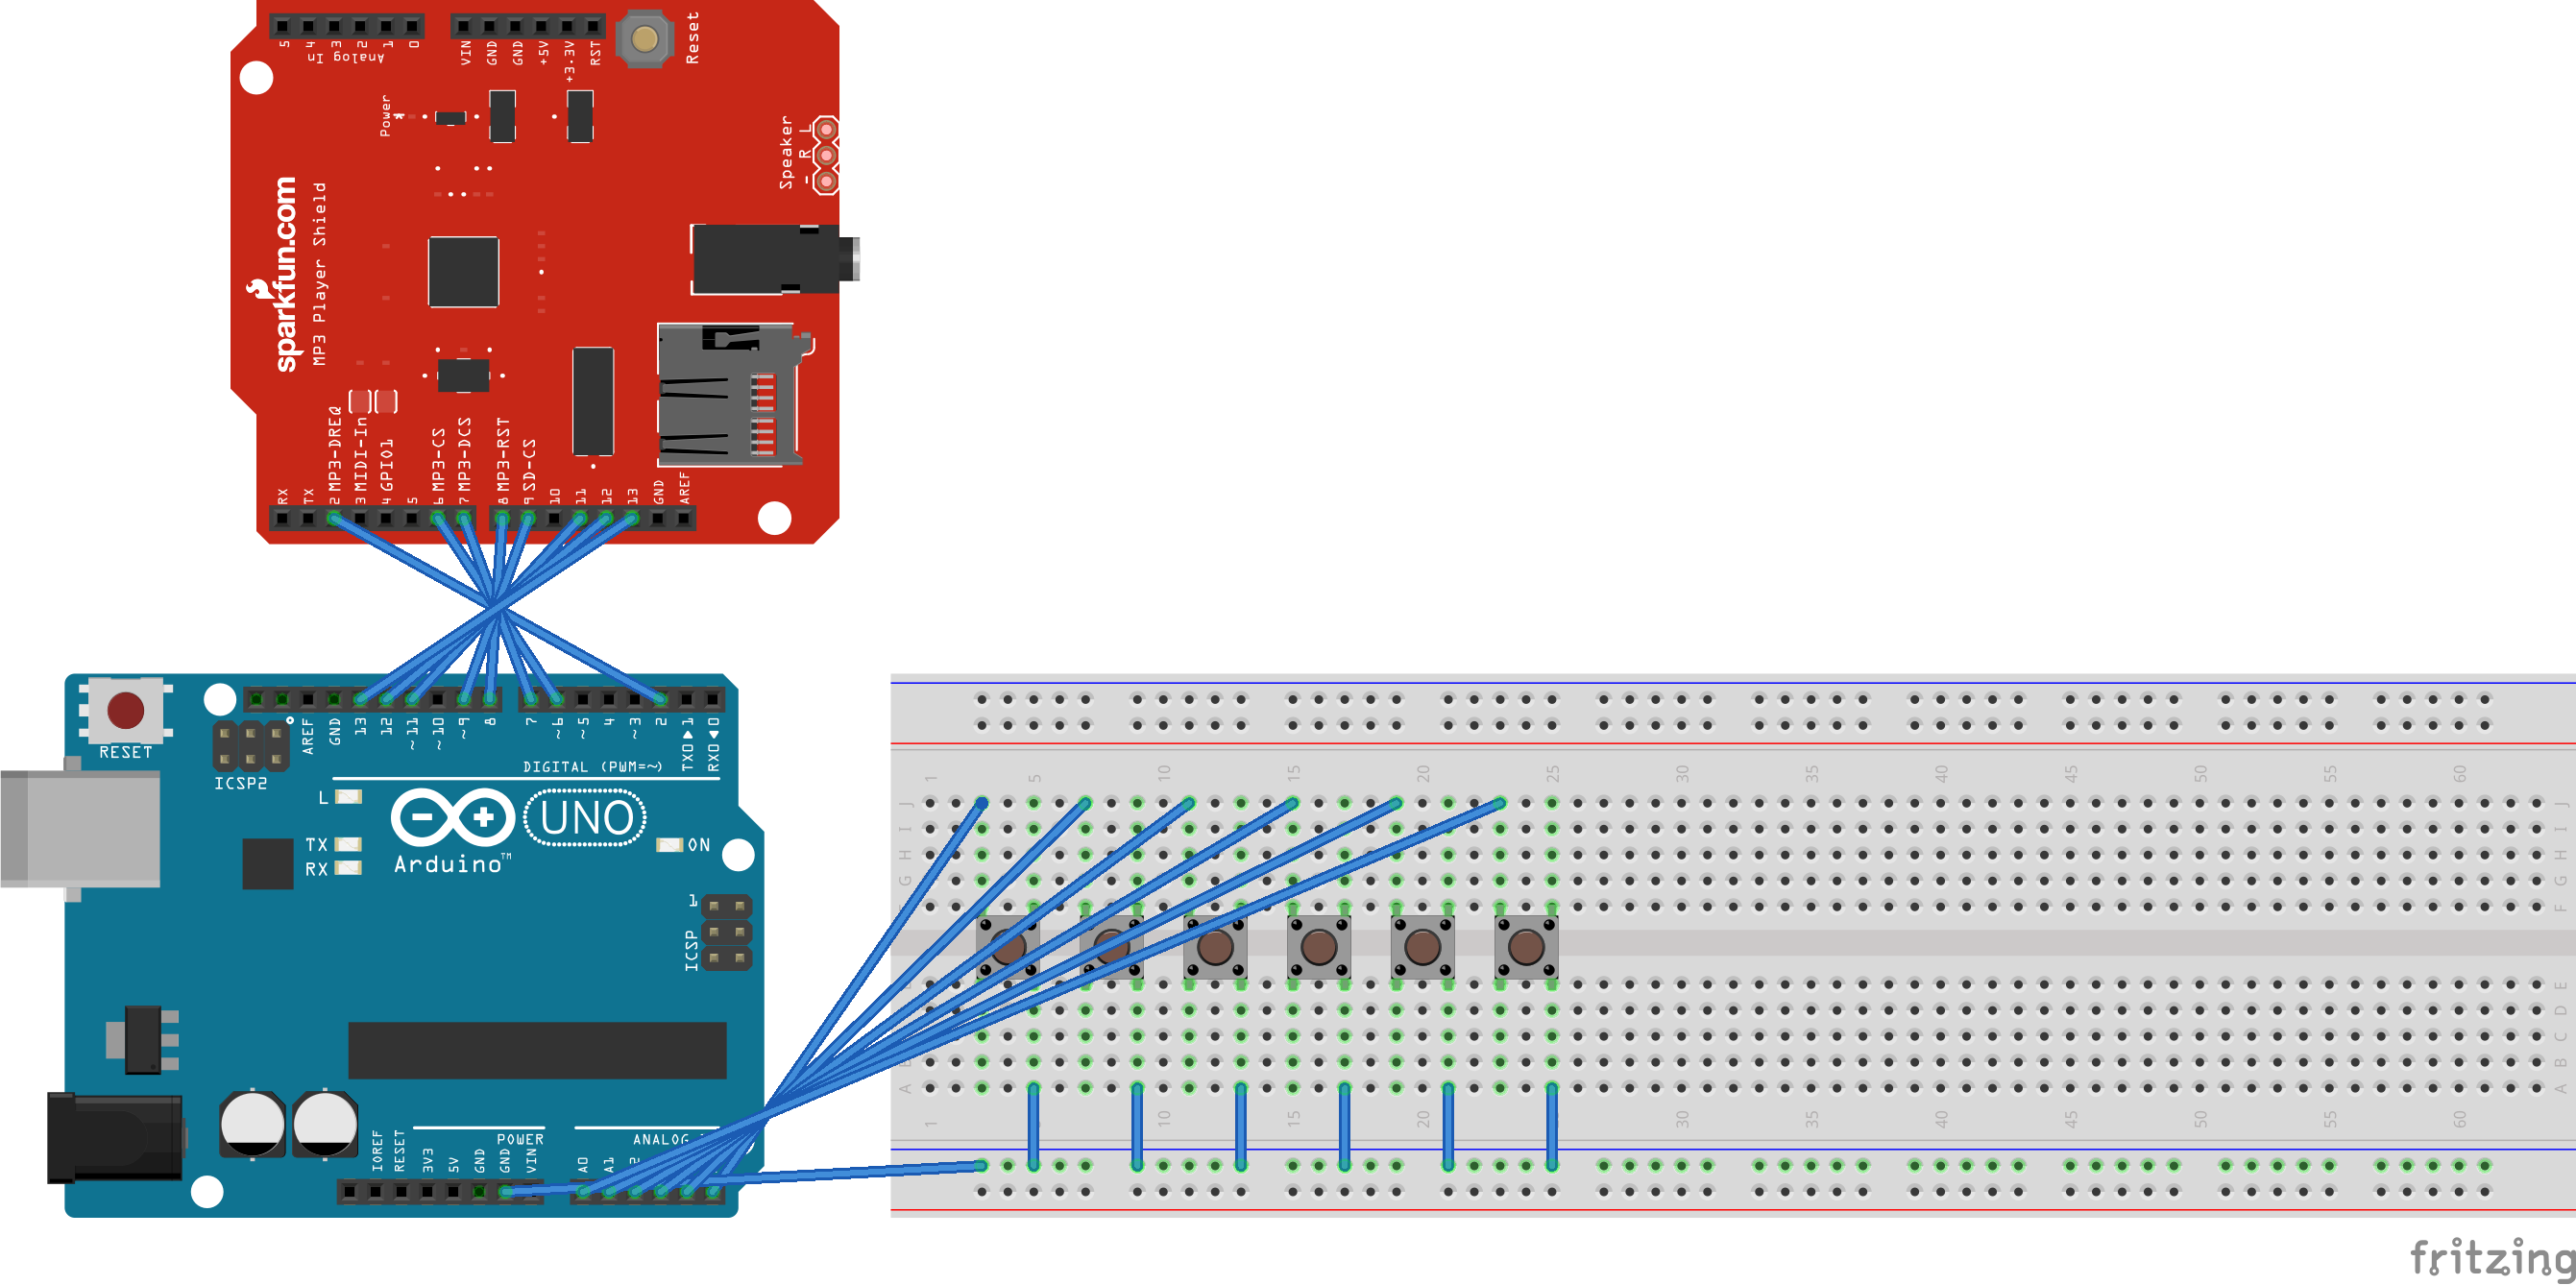 5
4
3
2
1
0
Analog In
VIN
GND
GND
+5V
+3.3V
RST
Reset
Power
Speaker
L
R
-
sparkfun.com
MP3 Player Shield
RX
TX
2 MP3-DREQ
3 MIDI-In
4 GPIO1
5
6 MP3-CS
7 MP3-DCS
8 MP3-RST
9 SD-CS
10
11
12
13
GND
AREF
RESET
ICSP2
AREF
GND
13
12
~11
~10
~9
8
7
~6
~5
4
~3
2
TX0▶1
RX0◀0
DIGITAL (PWM=~)
L
TX
RX
UNO
Arduino™
ON
1
ICSP
IOREF
RESET
3V3
5V
GND
GND
VIN
POWER
ANALOG
A0
A1
1 5 10 15 20 25 30 35 40 45 50 55 60
J J
I I
H H
G G
F
E
D
C
B B
A A
1 10 15 20 30 35 40 45 50 55 60
fritzing